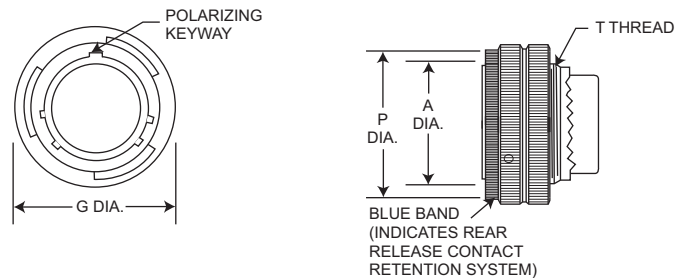 POLARIZING
KEYWAY
G DIA.
T THREAD
P
DIA.
A
DIA.
BLUE BAND
(INDICATES REAR
RELEASE CONTACT
RETENTION SYSTEM)